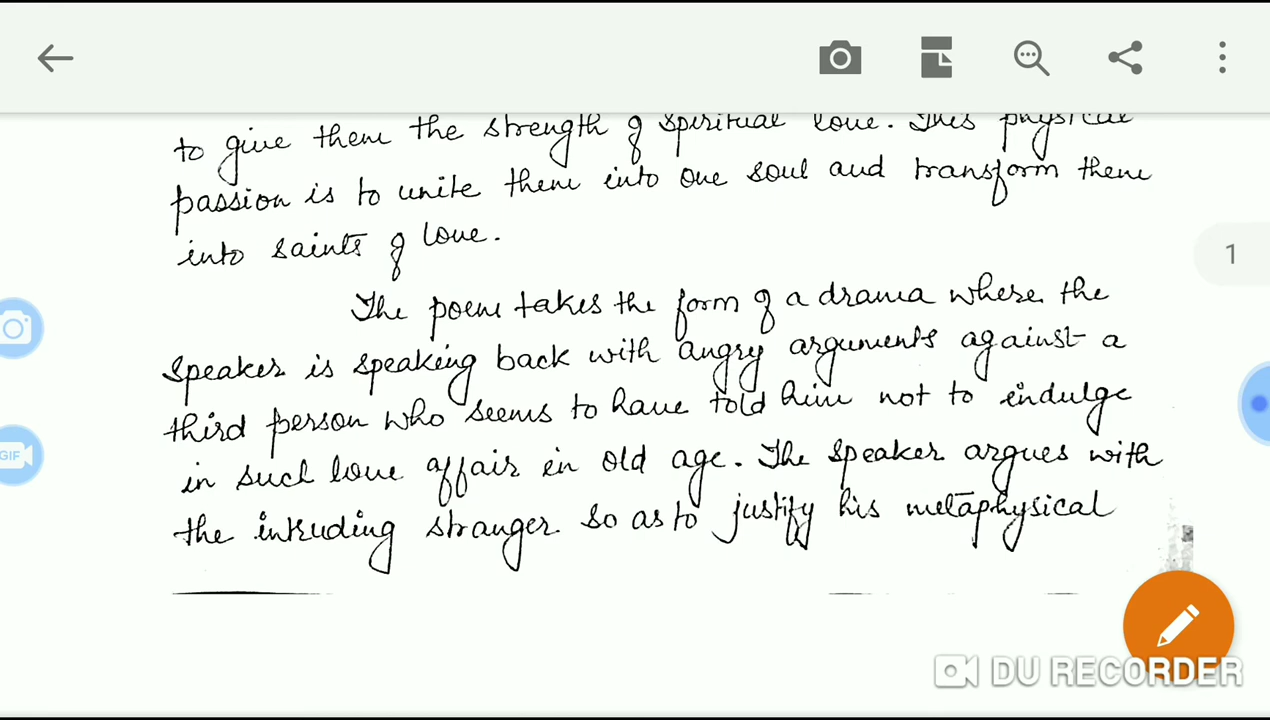 to give them the strength of spiritual love. This physical
passion is to unite them into one soul and transform them
into saints of love.
1
The poem takes the form of a drama where the
speaker is speaking back with angry arguments against a
third person who seems to have told him not to indulge
in such love affair in old age. The speaker argues with
GIF
the intruding stranger so as to justify his metaphysical
DU RECORDER